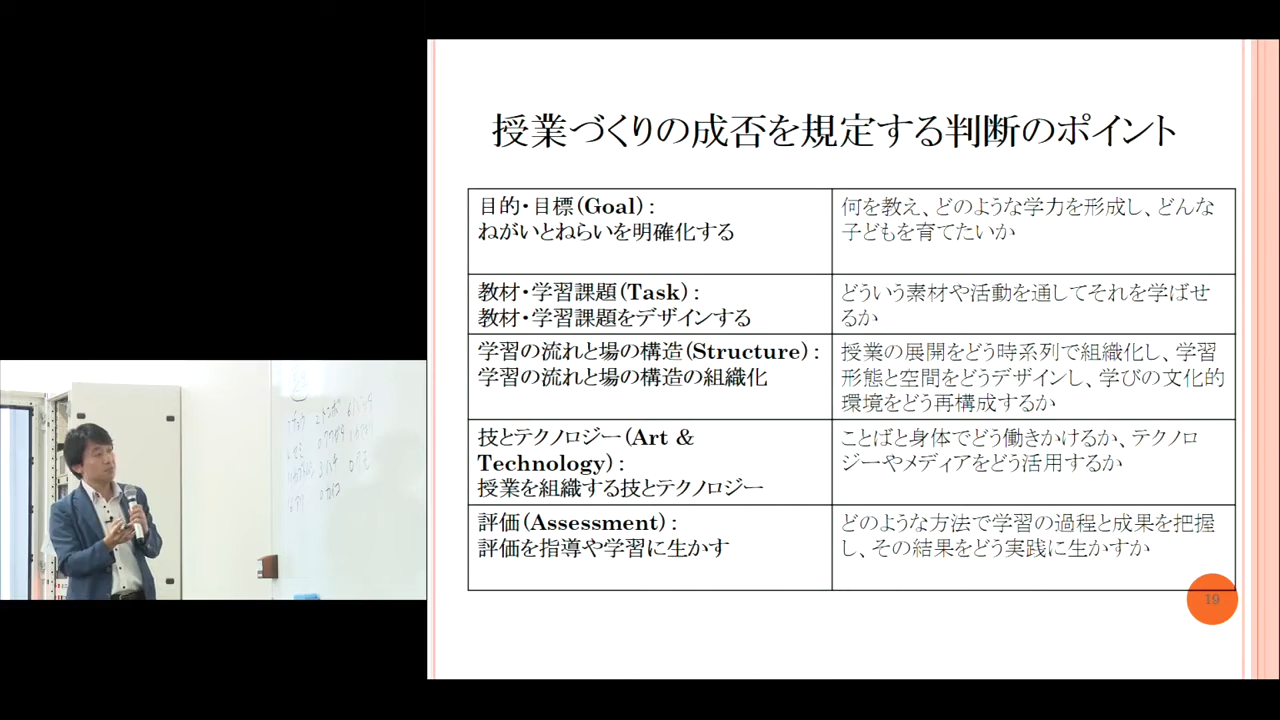 授業づくりの成否を規定する判断のポイント
目的・目標(Goal):
ねがいとねらいを明確化する
何を教え、どのような学力を形成し、どんな
子どもを育てたいか
教材・学習課題(Task):
教材・学習課題をデザインする
どういう素材や活動を通してそれを学ばせ
るか
学習の流れと場の構造(Structure):
学習の流れと場の構造の組織化
授業の展開をどう時系列で組織化し、学習
形態と空間をどうデザインし、学びの文化的
環境をどう再構成するか
技とテクノロジー(Art &
Technology):
授業を組織する技とテクノロジー
ことばと身体でどう働きかけるか、テクノロ
ジーやメディアをどう活用するか
評価(Assessment):
評価を指導や学習に生かす
どのような方法で学習の過程と成果を把握
し、その結果をどう実践に生かすか
19